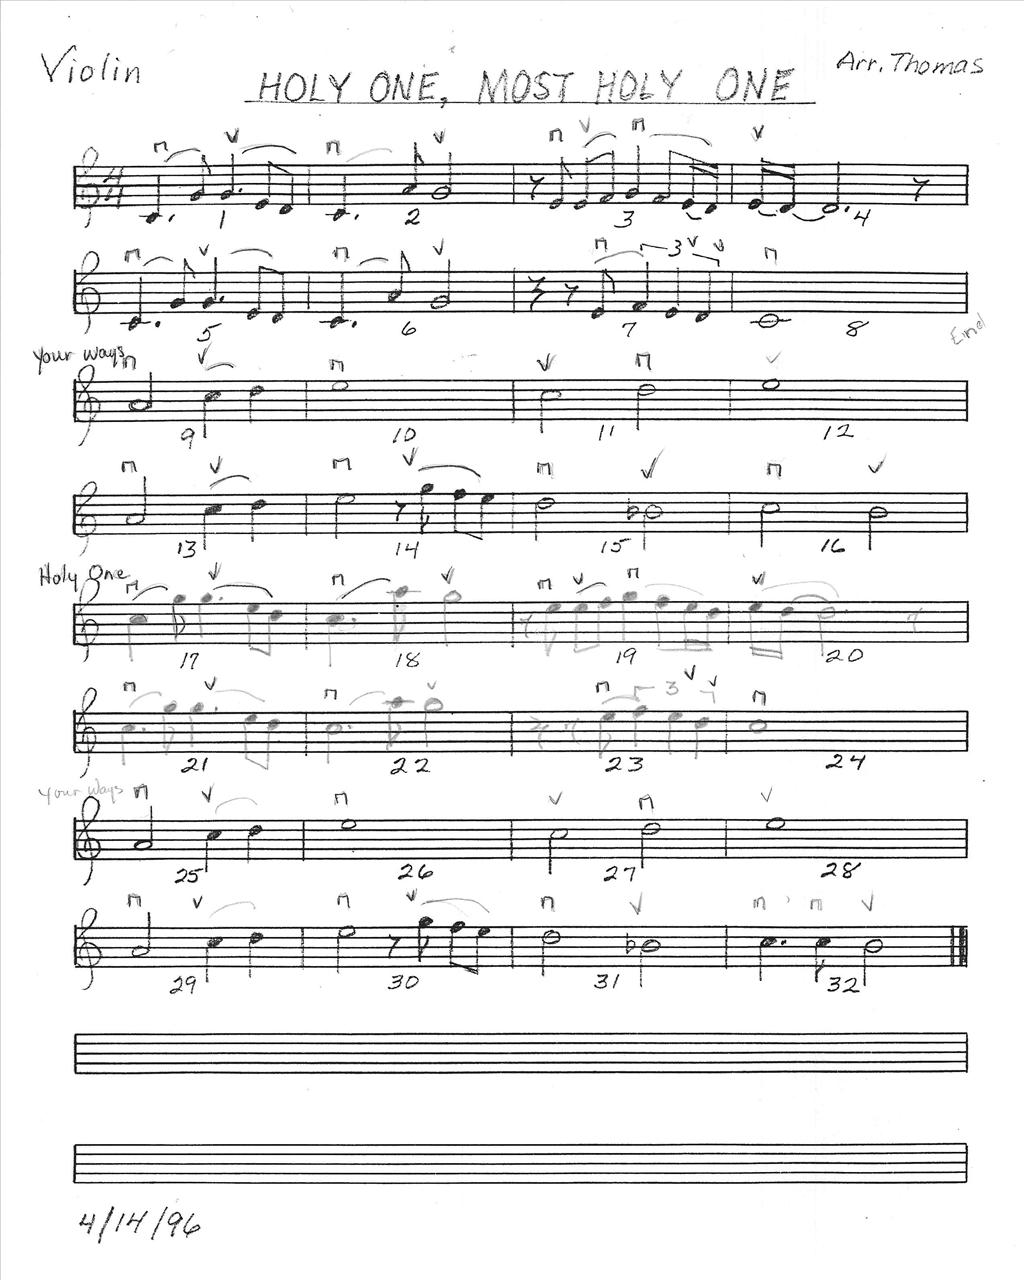 Violin
Arr. Thomas
HOLY ONE, MOST HOLY ONE
4
4
1 2 3 4
3
5 6 7 8
Your Ways
9 10 11 12
13 14 15 16
Holy One
17 18 19 20
3
21 22 23 24
Your Ways
25 26 27 28
29 30 31 32
4/14/96